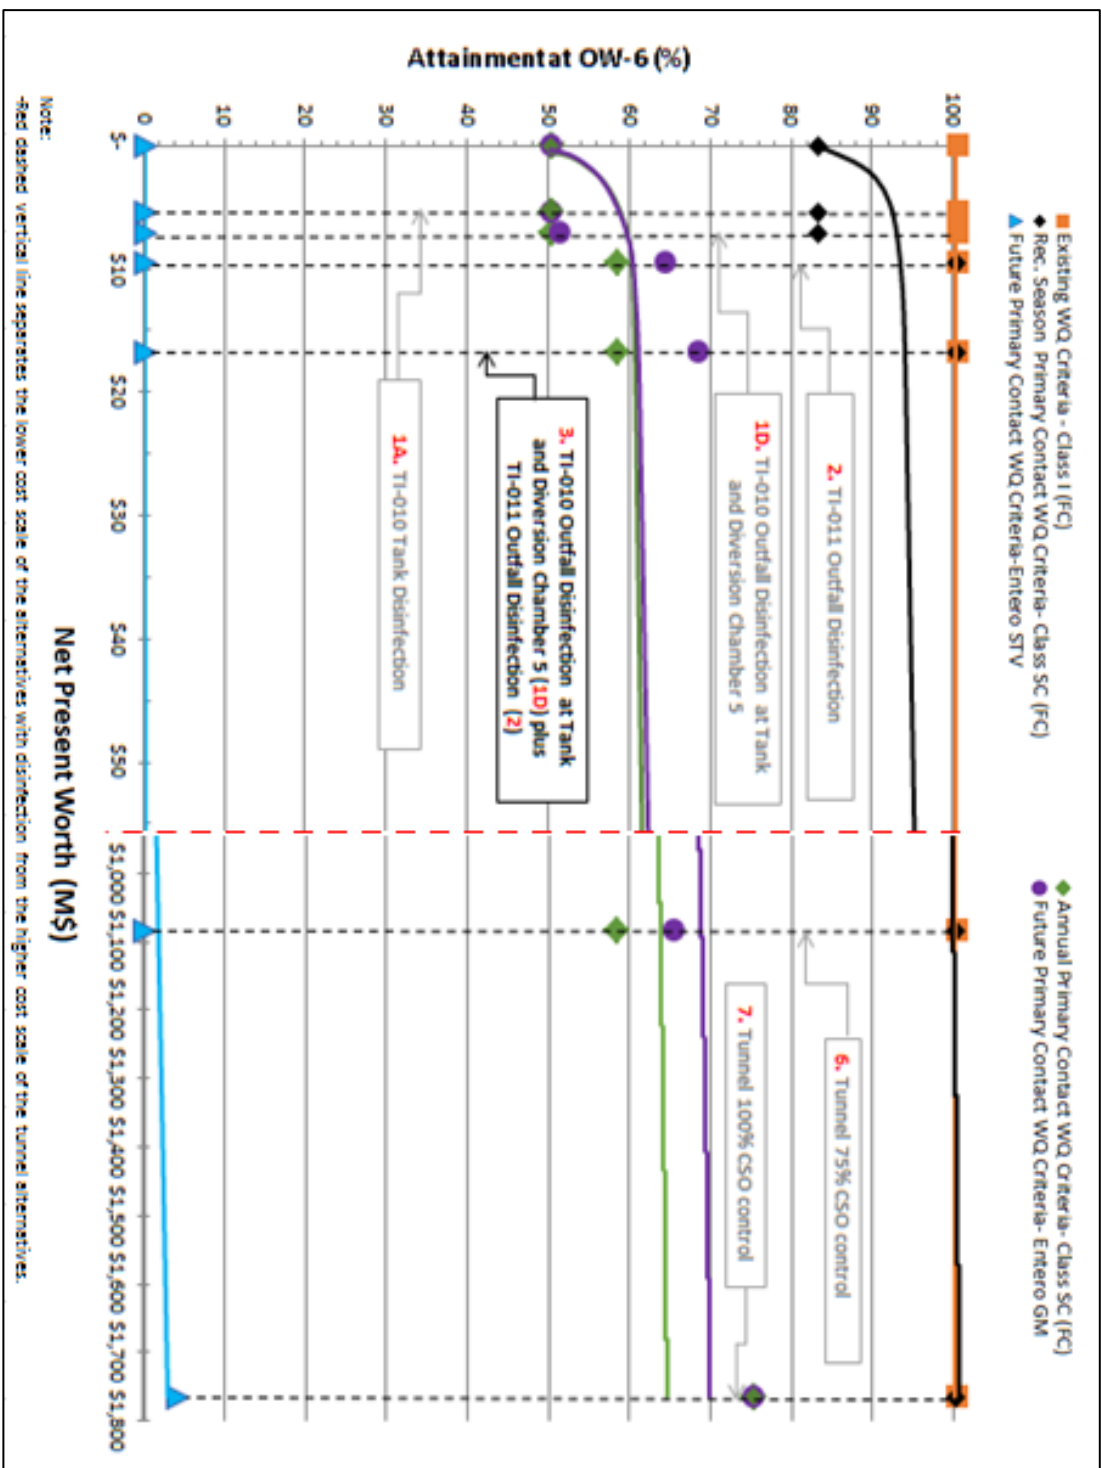 Existing WQ Criteria - Class I (FC)
Rec. Season Primary Contact WQ Criteria- Class SC (FC)
Future Primary Contact WQ Criteria-Entero STV
Annual Primary Contact WQ Criteria- Class SC (FC)
Future Primary Contact WQ Criteria- Entero GM
Attainmentat OW-6 (%)
100
90
80
70
60
50
40
30
20
10
0
2. TI-011 Outfall Disinfection
1D. TI-010 Outfall Disinfection at Tank
and Diversion Chamber 5
3. TI-010 Outfall Disinfection at Tank
and Diversion Chamber 5 (1D) plus
TI-011 Outfall Disinfection (2)
1A. TI-010 Tank Disinfection
6. Tunnel 75% CSO control
7. Tunnel 100% CSO control
$- $10 $20 $30 $40 $50 $1,000 $1,100 $1,200 $1,300 $1,400 $1,500 $1,600 $1,700 $1,800
Net Present Worth (M$)
Note:
-Red dashed vertical line separates the lower cost scale of the alternatives with disinfection from the higher cost scale of the tunnel alternatives.